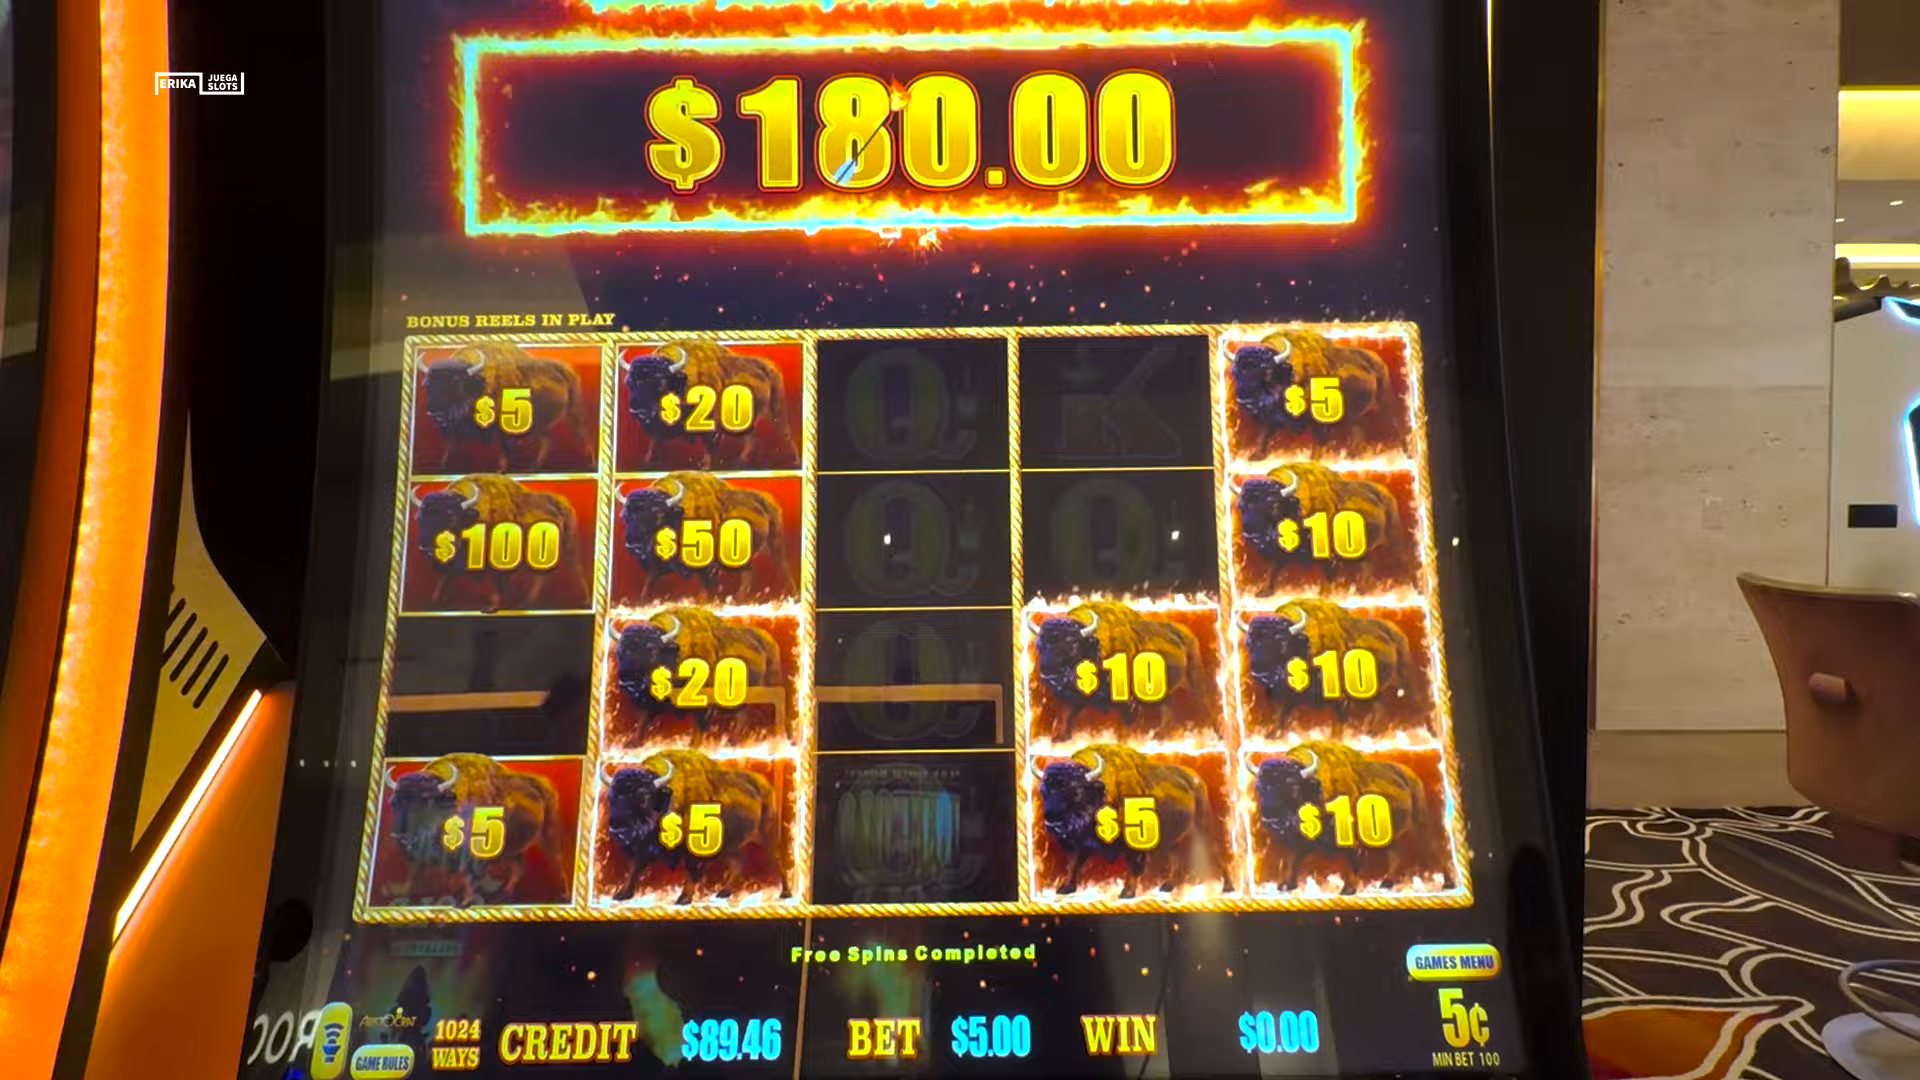 ERIKA JUEGA SLOTS
$180.00
BONUS REELS IN PLAY
$5 $20 Q K $5
$100 $50 Q Q $10
$20 Q $10 $10
$5 $5 $5 $10
Free Spins Completed
GAMES MENU
ARISTOCRAT
GAME RULES
1024 WAYS
CREDIT $89.46
BET $5.00
WIN $0.00
5¢
MIN BET 100